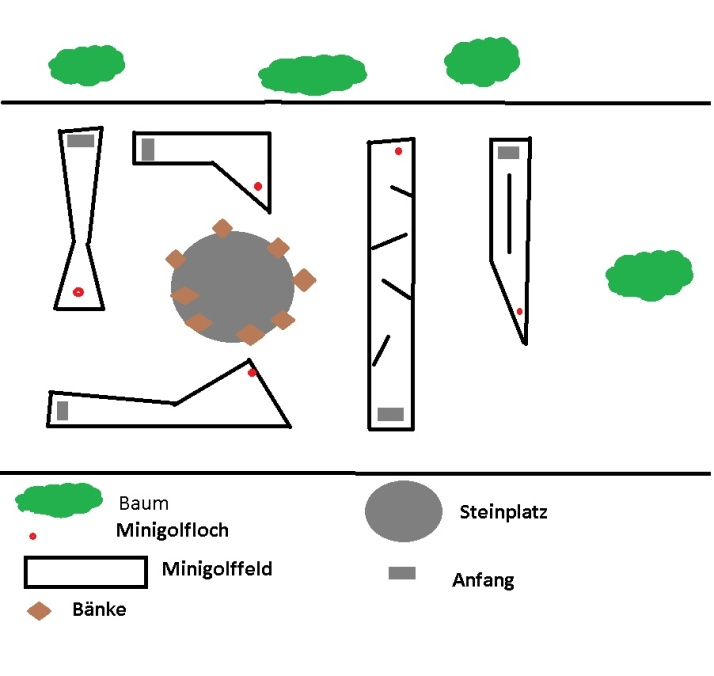 Baum
Minigolfloch
Minigolffeld
Bänke
Steinplatz
Anfang